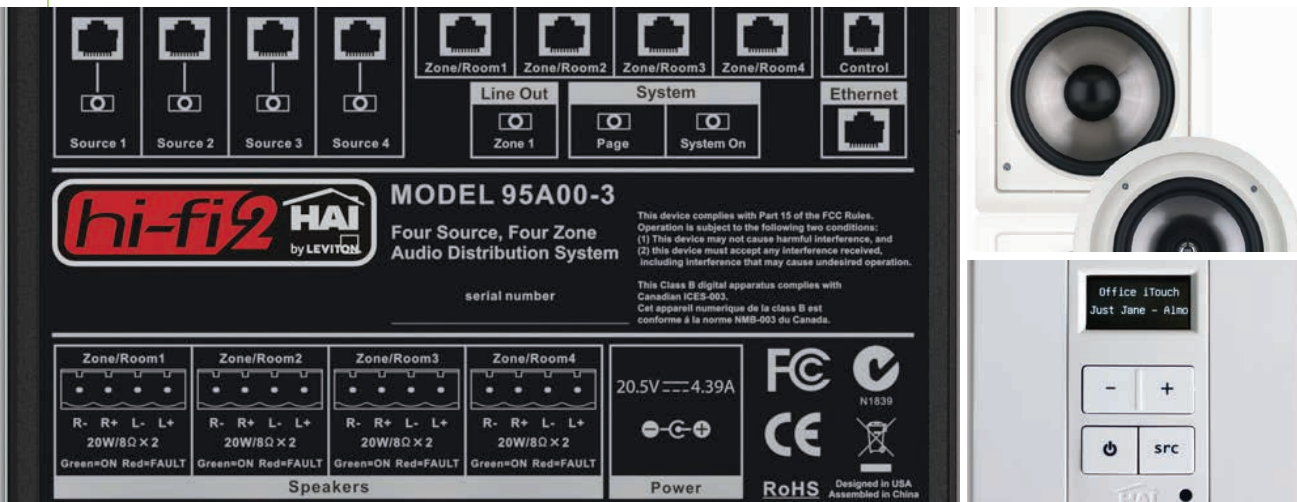 Zone/Room1 Zone/Room2 Zone/Room3 Zone/Room4 Control
Line Out System Ethernet
Source 1 Source 2 Source 3 Source 4 Zone 1 Page System On
hi-fi2 HAI
by LEVITON
MODEL 95A00-3
Four Source, Four Zone
Audio Distribution System
serial number
This device complies with Part 15 of the FCC Rules.
Operation is subject to the following two conditions:
(1) This device may not cause harmful interference, and
(2) this device must accept any interference received,
including interference that may cause undesired operation.
This Class B digital apparatus complies with
Canadian ICES-003.
Cet appareil numerique de la class B est
conforme á la norme NMB-003 du Canada.
Zone/Room1 Zone/Room2 Zone/Room3 Zone/Room4
R- R+ L- L+ R- R+ L- L+ R- R+ L- L+ R- R+ L- L+
20W/8Ω×2 20W/8Ω×2 20W/8Ω×2 20W/8Ω×2
Green=ON Red=FAULT Green=ON Red=FAULT Green=ON Red=FAULT Green=ON Red=FAULT
Speakers
20.5V 4.39A
Power
FC
N1839
CE
RoHS
Designed in USA
Assembled in China
Office iTouch
Just Jane - Almo
- +
src
HAI